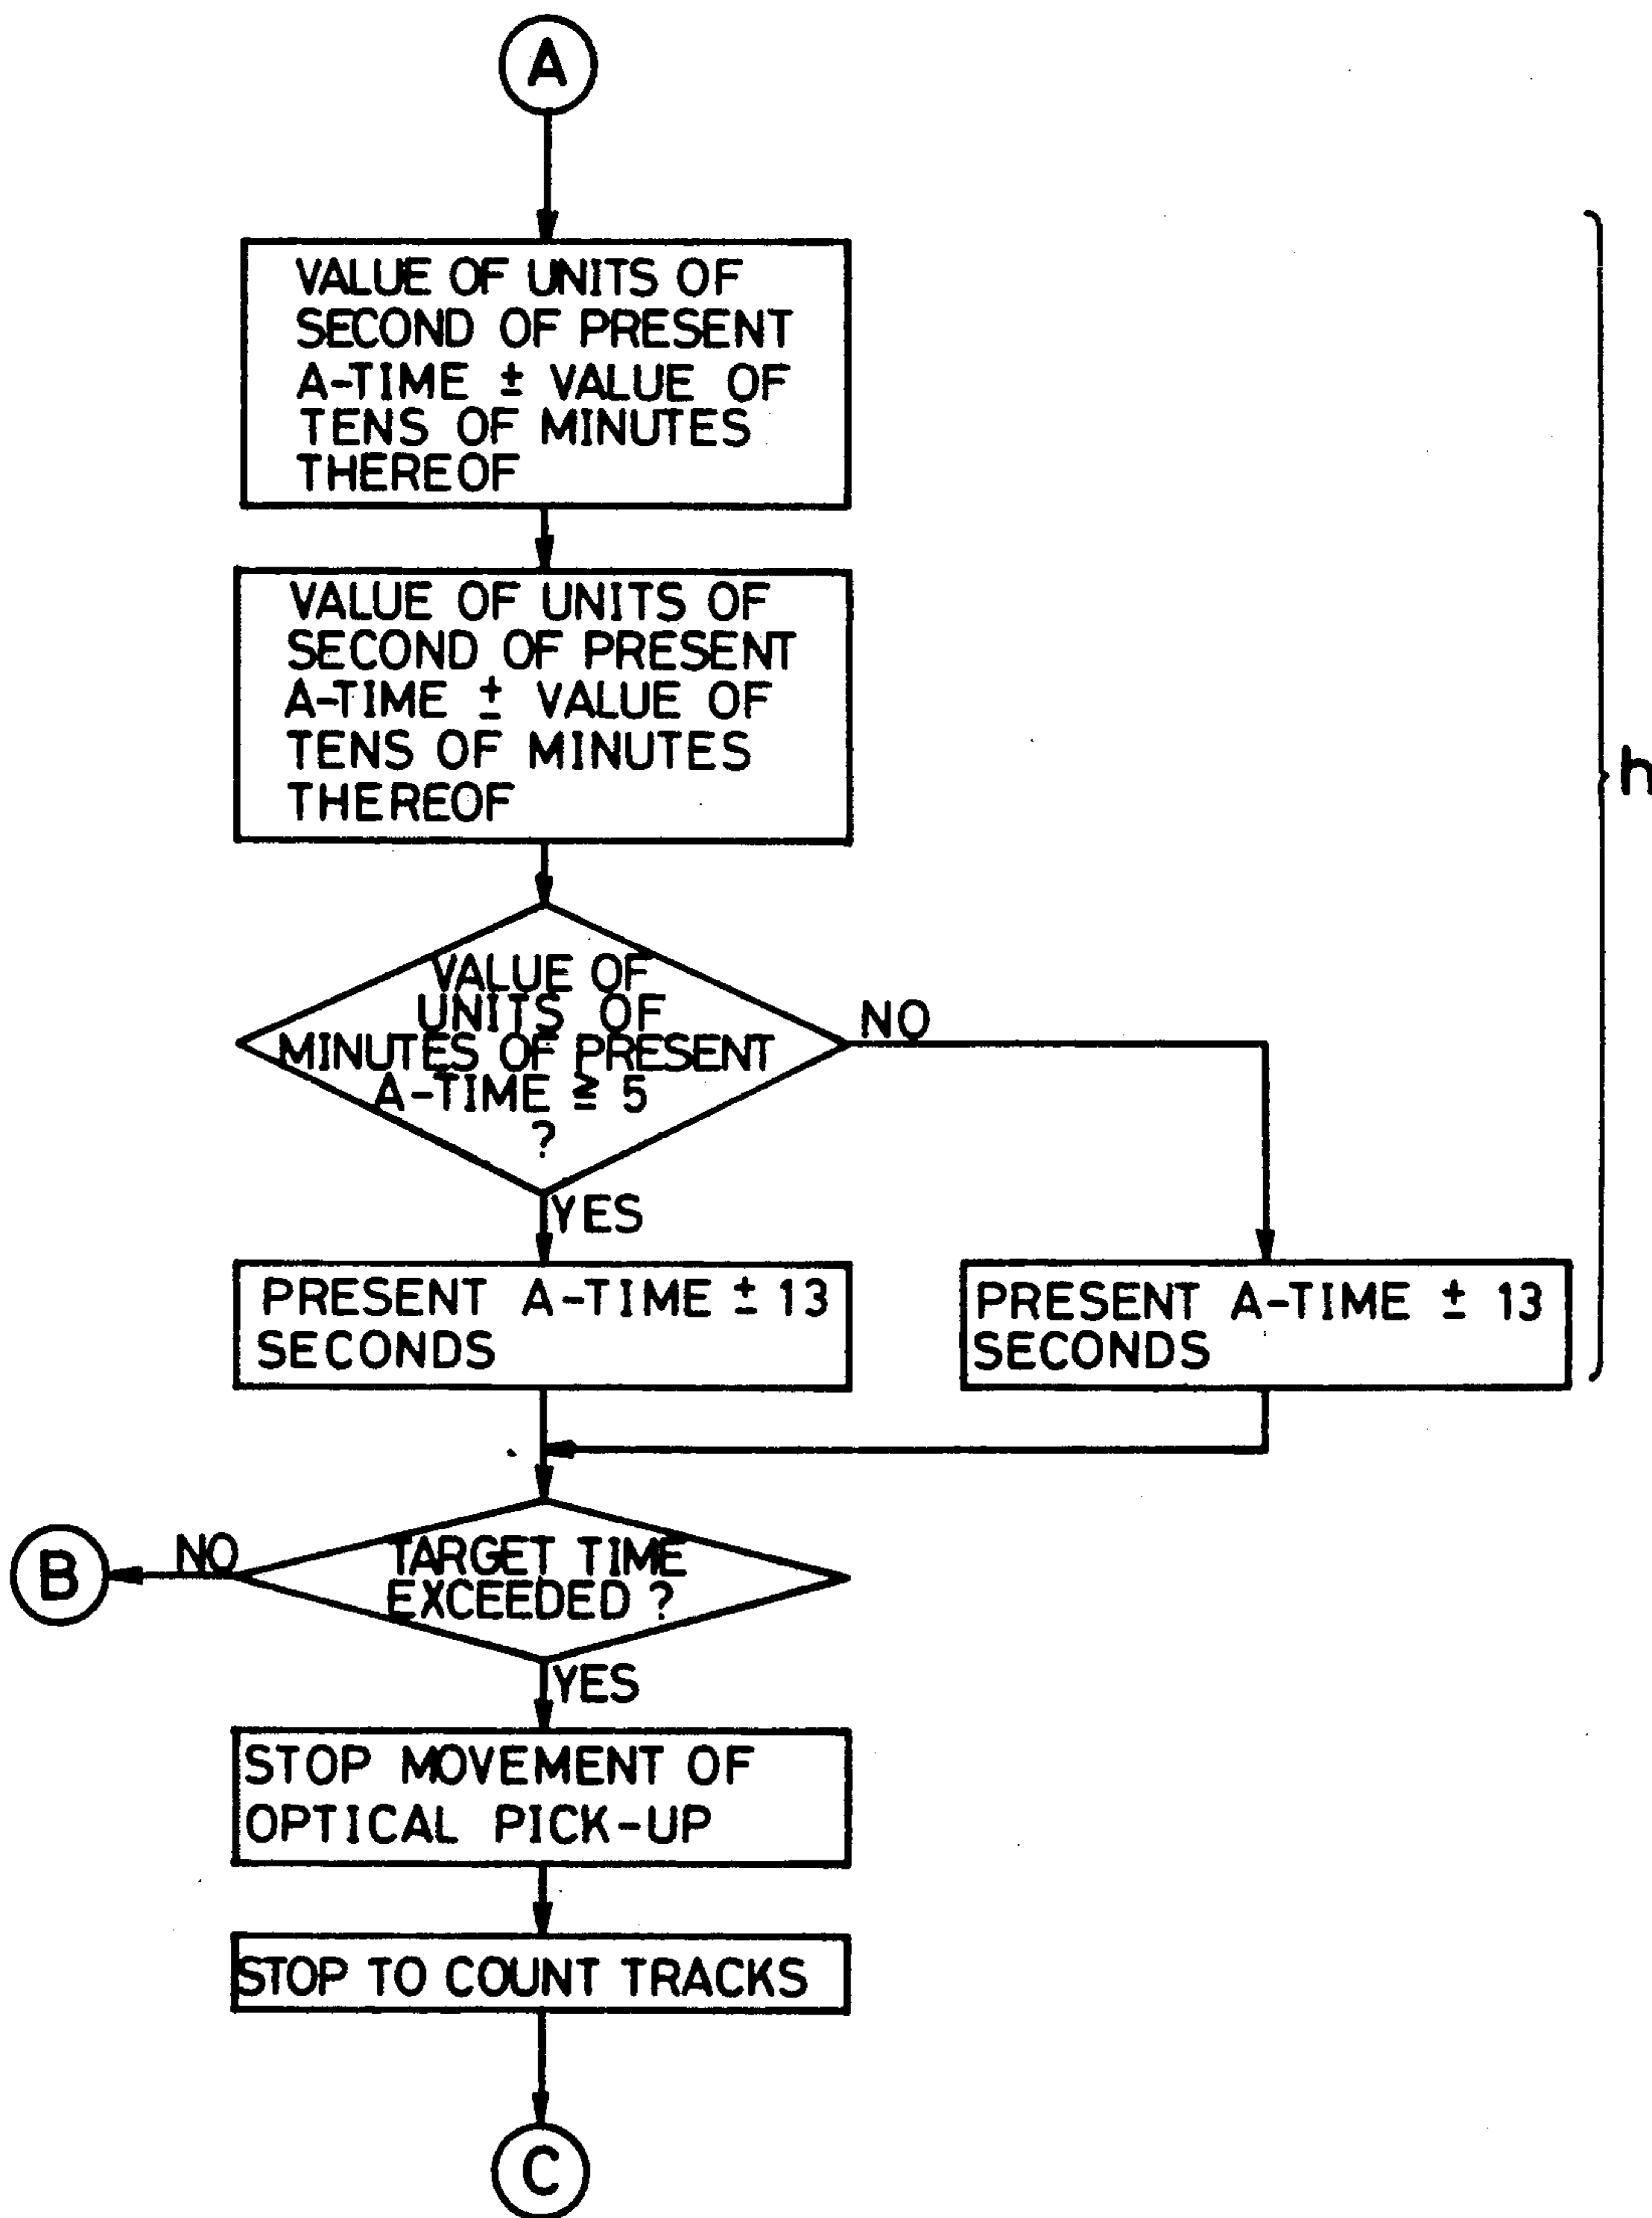 A
VALUE OF UNITS OF
SECOND OF PRESENT
A-TIME ± VALUE OF
TENS OF MINUTES
THEREOF
VALUE OF UNITS OF
SECOND OF PRESENT
A-TIME ± VALUE OF
TENS OF MINUTES
THEREOF
h
VALUE OF
UNITS OF
MINUTES OF PRESENT
A-TIME ≧ 5
?
NO
YES
PRESENT A-TIME ± 13
SECONDS
PRESENT A-TIME ± 13
SECONDS
TARGET TIME
EXCEEDED ?
NO
B
YES
STOP MOVEMENT OF
OPTICAL PICK-UP
STOP TO COUNT TRACKS
C